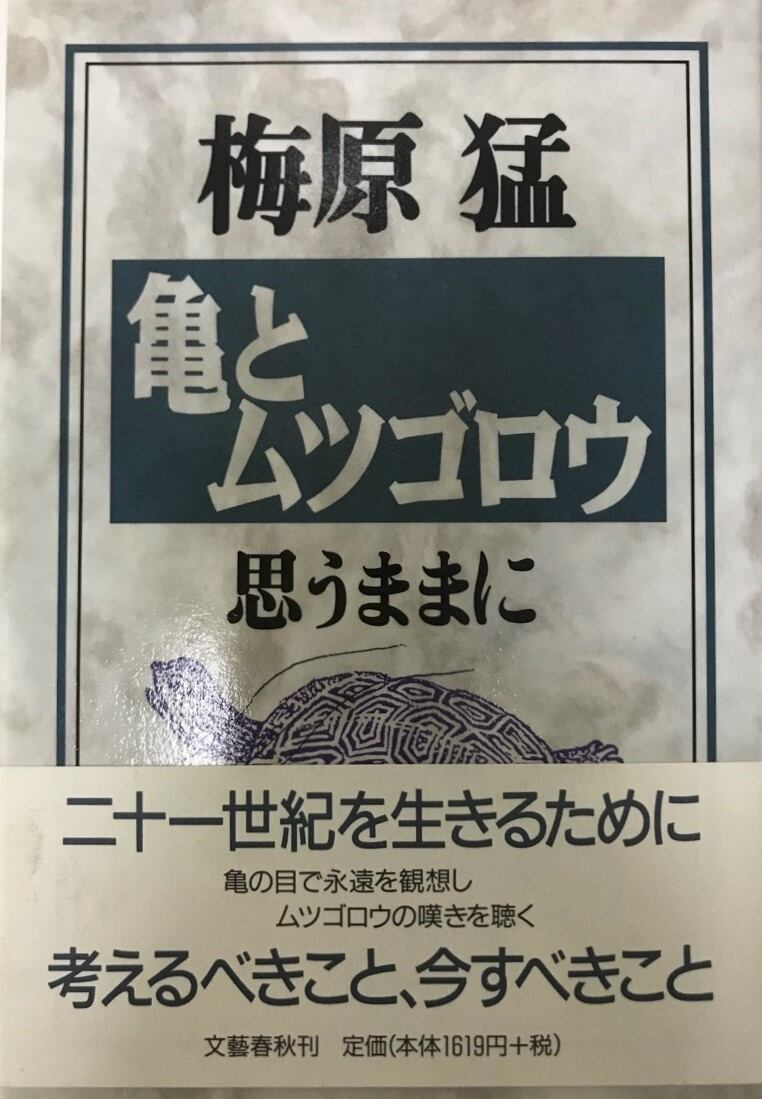 梅原 猛
亀と
ムツゴロウ
思うままに
二十一世紀を生きるために
亀の目で永遠を観想し
ムツゴロウの嘆きを聴く
考えるべきこと、今すべきこと
文藝春秋刊 定価(本体1619円+税)